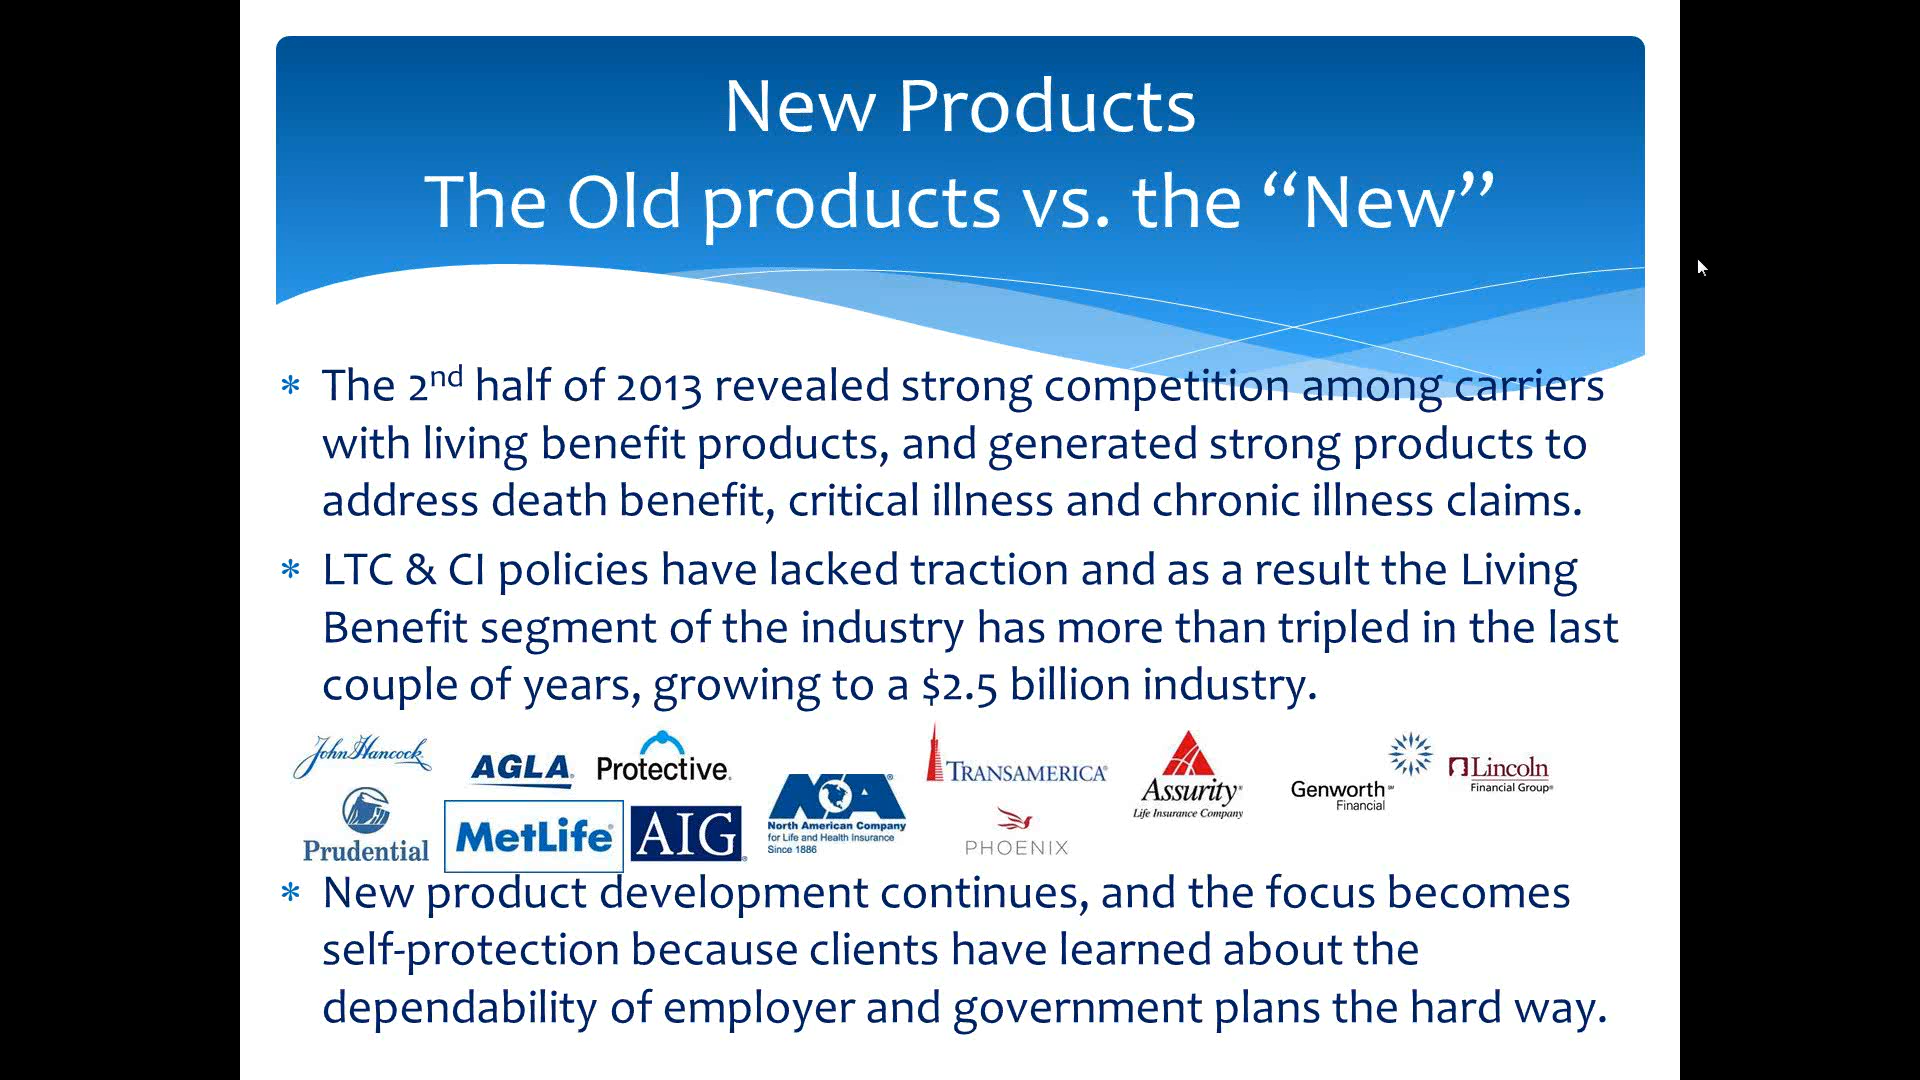 New Products
The Old products vs. the “New”
* The 2nd half of 2013 revealed strong competition among carriers
with living benefit products, and generated strong products to
address death benefit, critical illness and chronic illness claims.
* LTC & CI policies have lacked traction and as a result the Living
Benefit segment of the industry has more than tripled in the last
couple of years, growing to a $2.5 billion industry.
John Hancock
AGLA
Protective
TRANSAMERICA®
Assurity®
Life Insurance Company
Genworth℠
Financial
Lincoln
Financial Group®
Prudential
MetLife®
AIG
NA
North American Company
for Life and Health Insurance
Since 1886
PHOENIX
* New product development continues, and the focus becomes
self-protection because clients have learned about the
dependability of employer and government plans the hard way.